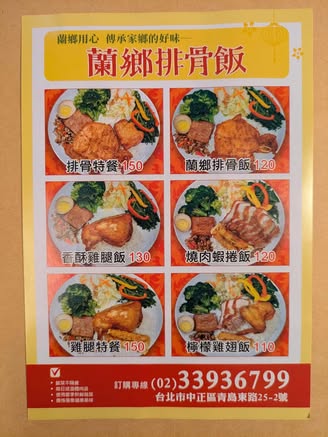 蘭鄉用心 傳承家鄉的好味
蘭鄉排骨飯
排骨特餐 150
蘭鄉排骨飯 120
香酥雞腿飯 130
燒肉蝦捲飯 120
雞腿特餐 150
檸檬雞翅飯 110
訂購專線 (02)33936799
台北市中正區青島東路25-2號